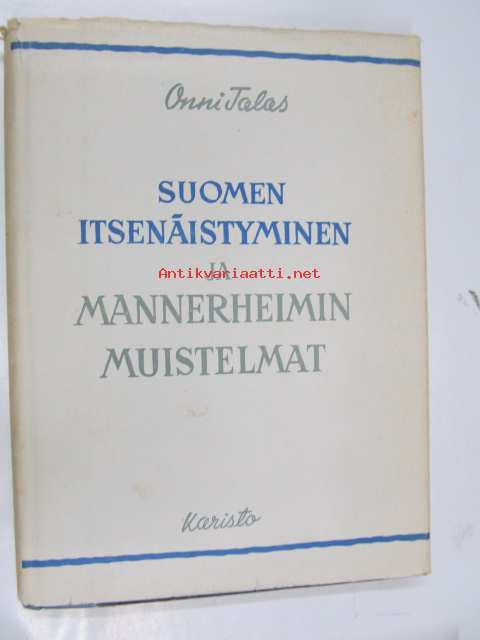 Onni Talas
SUOMEN
ITSENÄISTYMINEN
Antikvariaatti.net
JA
MANNERHEIMIN
MUISTELMAT
Karisto